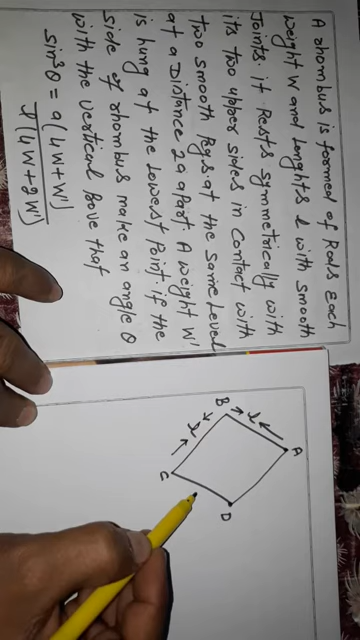 A rhombus is formed of Rods each
weight W and lenghts l with smooth
Joints. it Rests symmetrically with
its two upper sides in Contact with
two smooth Pegs at the same Level
at a Distance 2a apart. A weight W'
is hung at the Lowest Point. if the
side of rhombus make an angle θ
with the vertical Prove that
sin³θ = a(4W+W')
l(4W+2W')
A
l
B
l
C
D